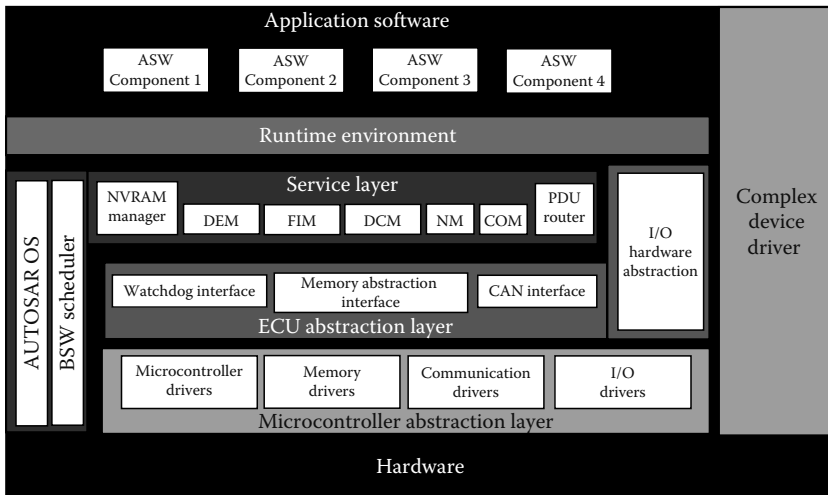 Application software
ASW
Component 1
ASW
Component 2
ASW
Component 3
ASW
Component 4
Runtime environment
AUTOSAR OS
BSW scheduler
Service layer
NVRAM
manager
DEM
FIM
DCM
NM
COM
PDU
router
I/O
hardware
abstraction
Complex
device
driver
Watchdog interface
Memory abstraction
interface
CAN interface
ECU abstraction layer
Microcontroller
drivers
Memory
drivers
Communication
drivers
I/O
drivers
Microcontroller abstraction layer
Hardware